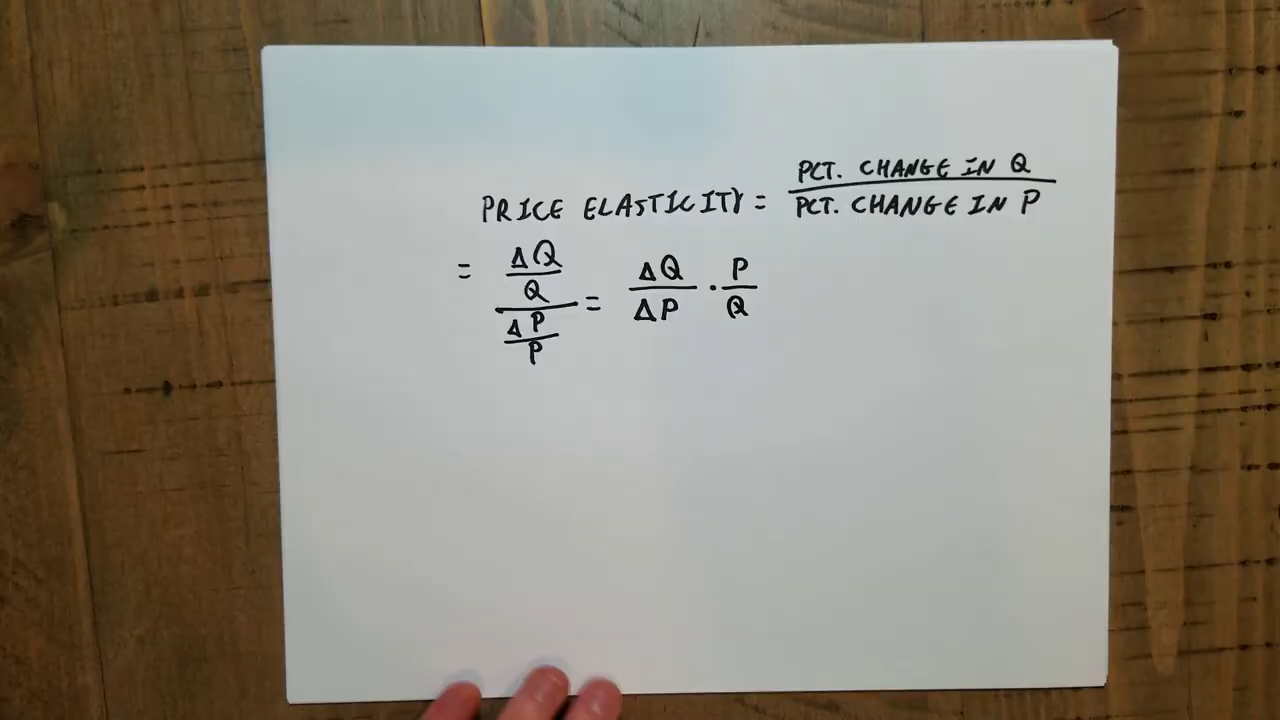 PRICE ELASTICITY = PCT. CHANGE IN Q / PCT. CHANGE IN P
= ΔQ/Q / ΔP/P = ΔQ/ΔP · P/Q